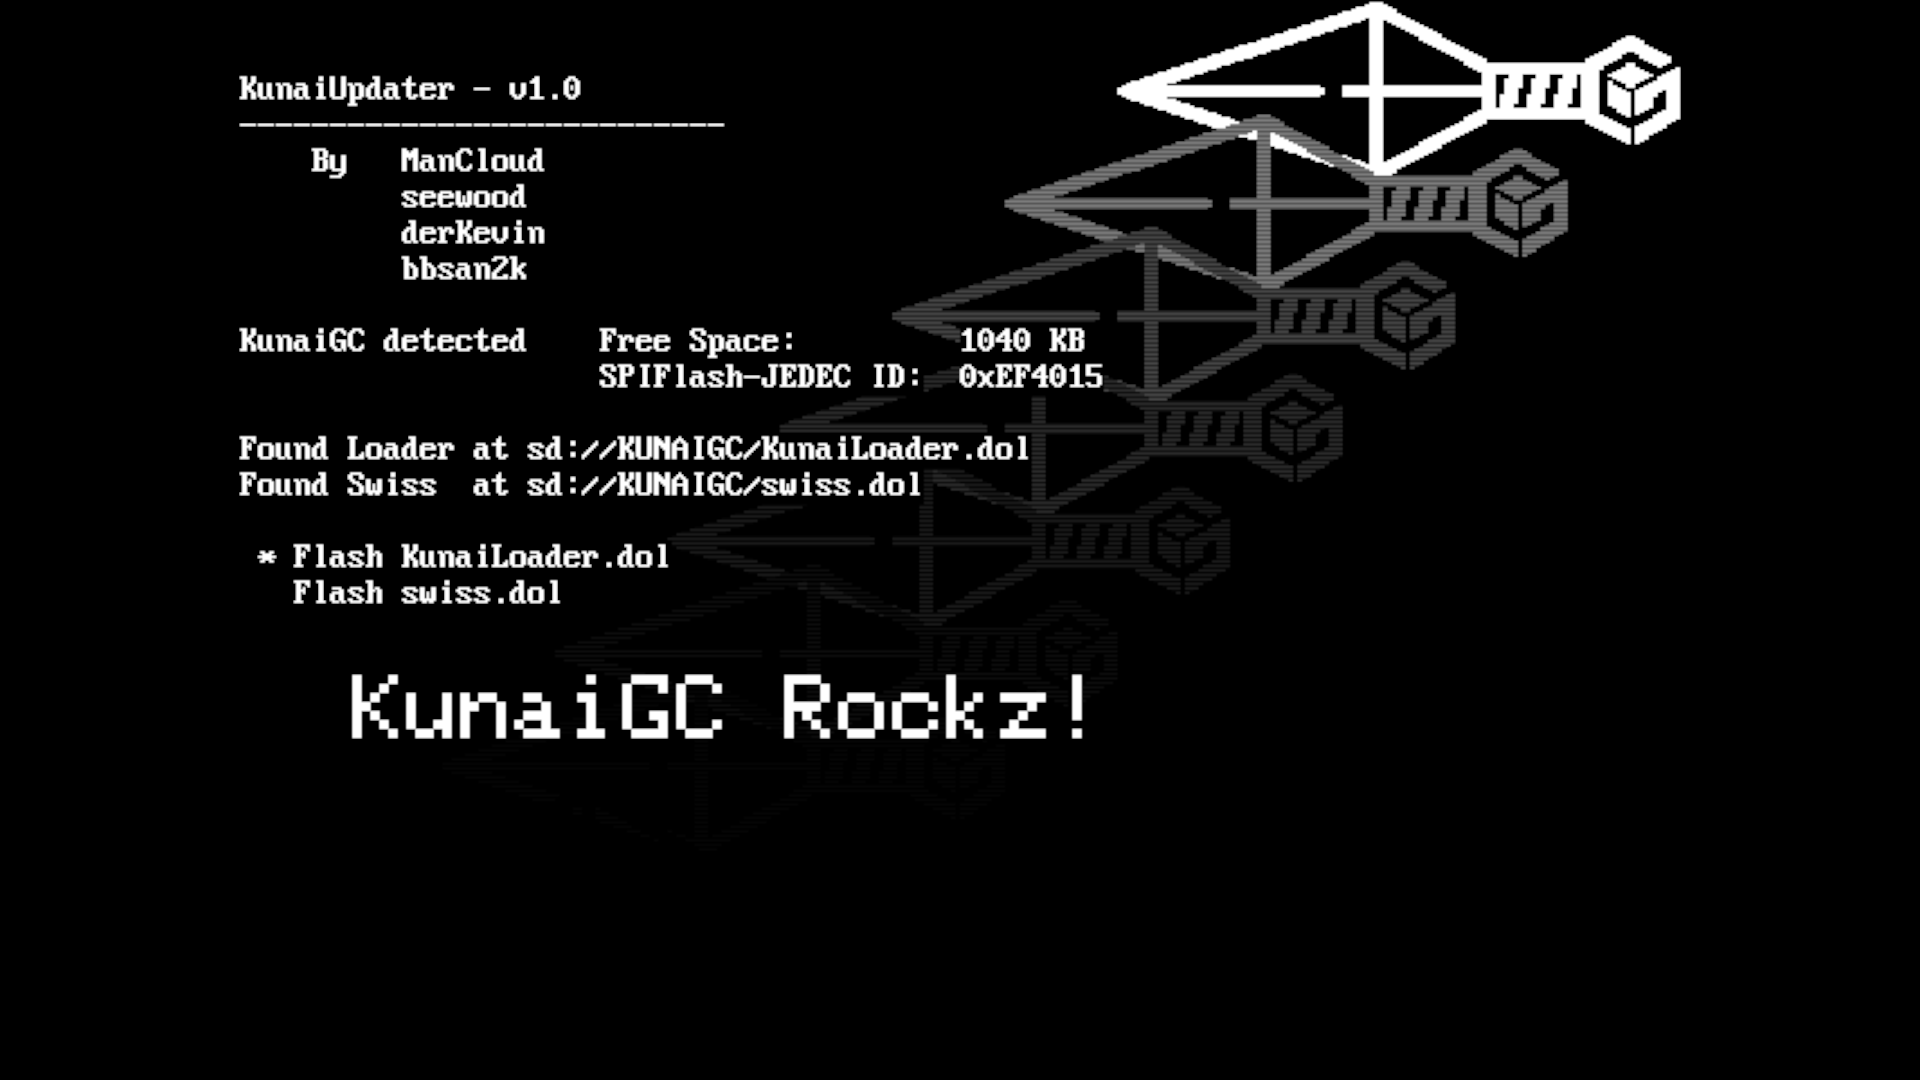 KunaiUpdater - v1.0
---------------------------
By ManCloud
seewood
derKevin
bbsan2k
KunaiGC detected Free Space: 1040 KB
SPIFlash-JEDEC ID: 0xEF4015
Found Loader at sd://KUNAIGC/KunaiLoader.dol
Found Swiss at sd://KUNAIGC/swiss.dol
* Flash KunaiLoader.dol
Flash swiss.dol
KunaiGC Rockz!